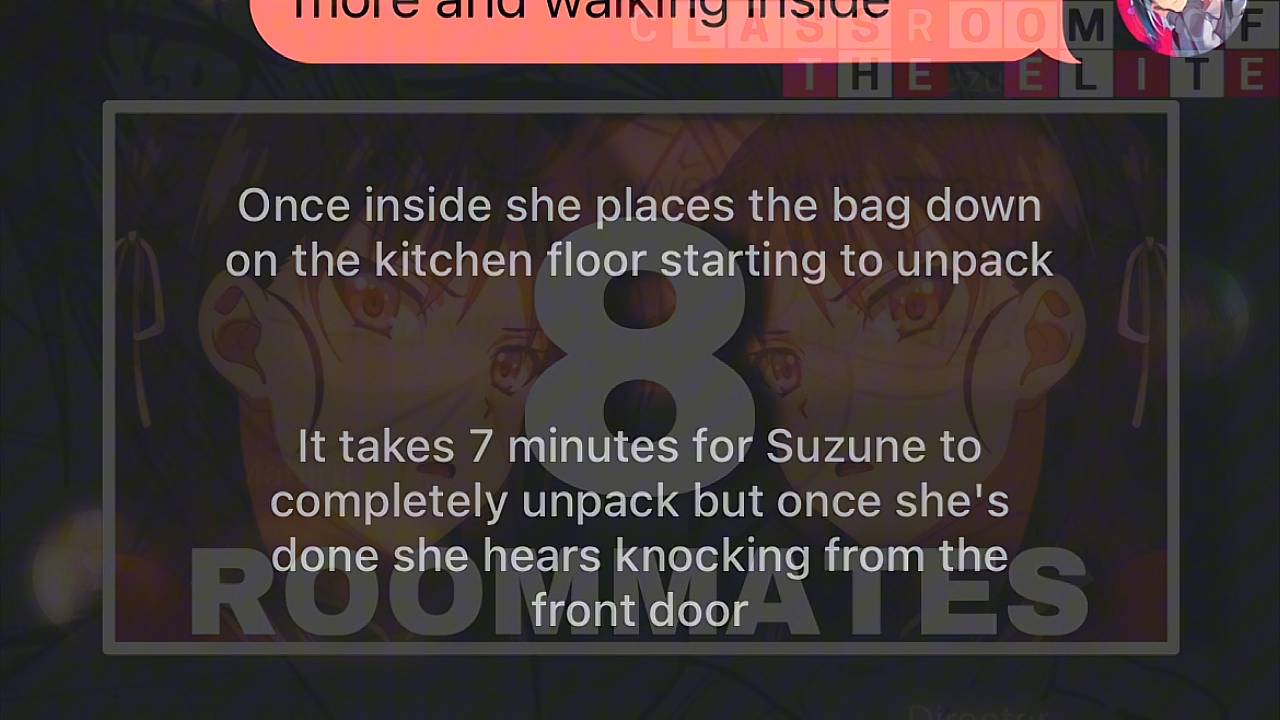 more and walking inside
CLASSROOM OF
THE ELITE
Once inside she places the bag down
on the kitchen floor starting to unpack
8
It takes 7 minutes for Suzune to
completely unpack but once she's
done she hears knocking from the
front door
ROOMMATES
Director